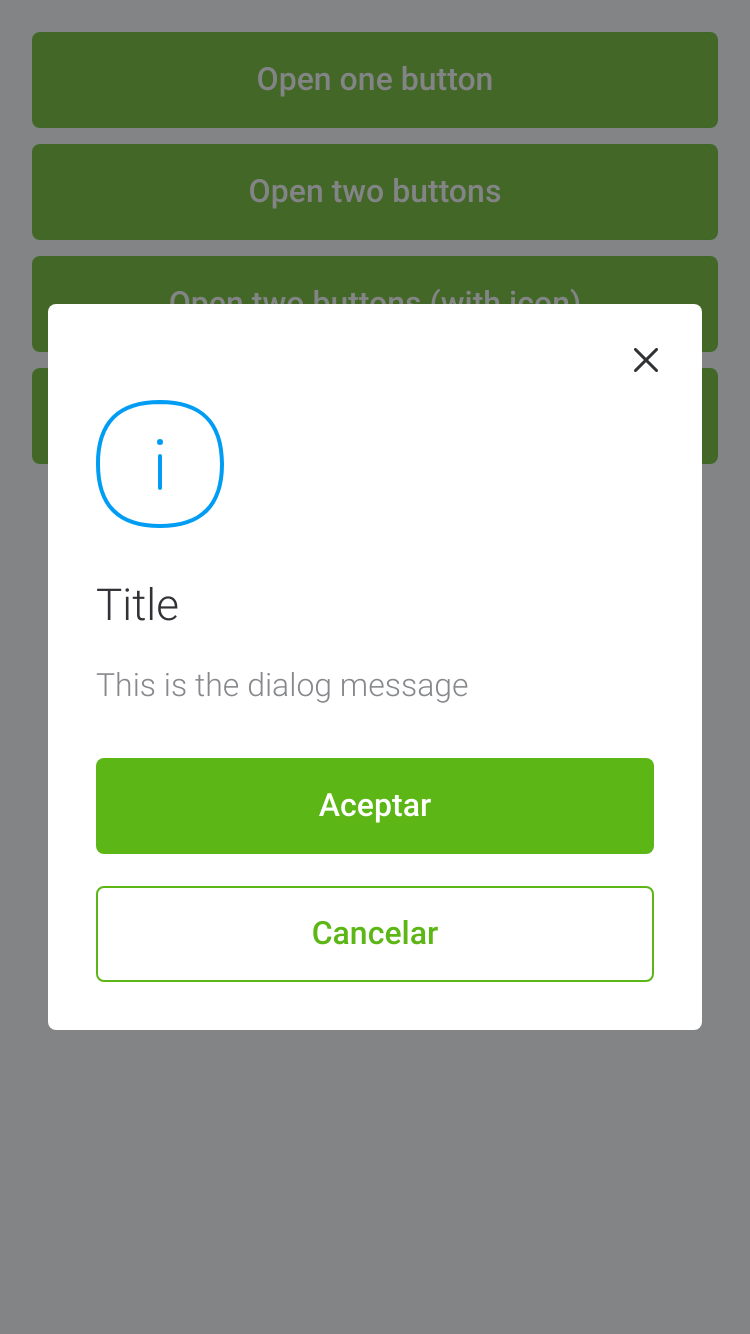 Open one button
Open two buttons
Open two buttons (with icon)
Title
This is the dialog message
Aceptar
Cancelar